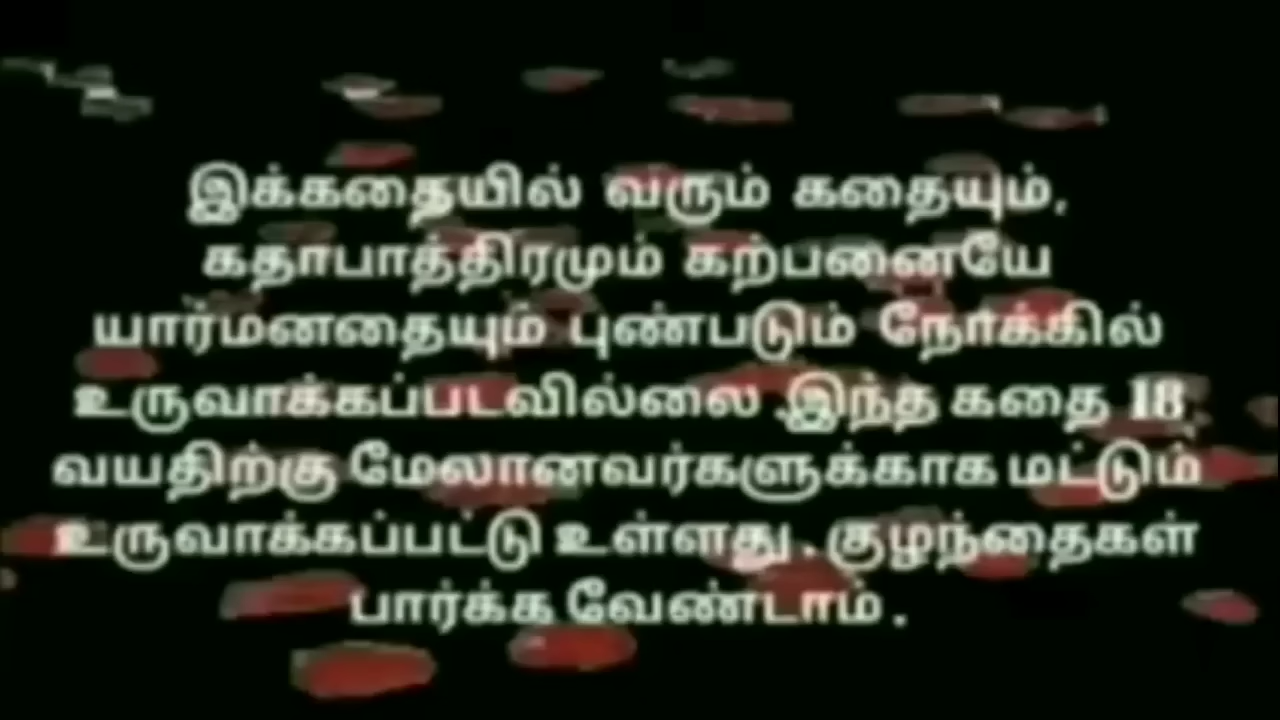 இக்கதையில் வரும் கதையும்,
கதாபாத்திரமும் கற்பனையே
யார்மனதையும் புண்படும் நோக்கில்
உருவாக்கப்படவில்லை .இந்த கதை 18
வயதிற்கு மேலானவர்களுக்காக மட்டும்
உருவாக்கப்பட்டு உள்ளது . குழந்தைகள்
பார்க்க வேண்டாம் .